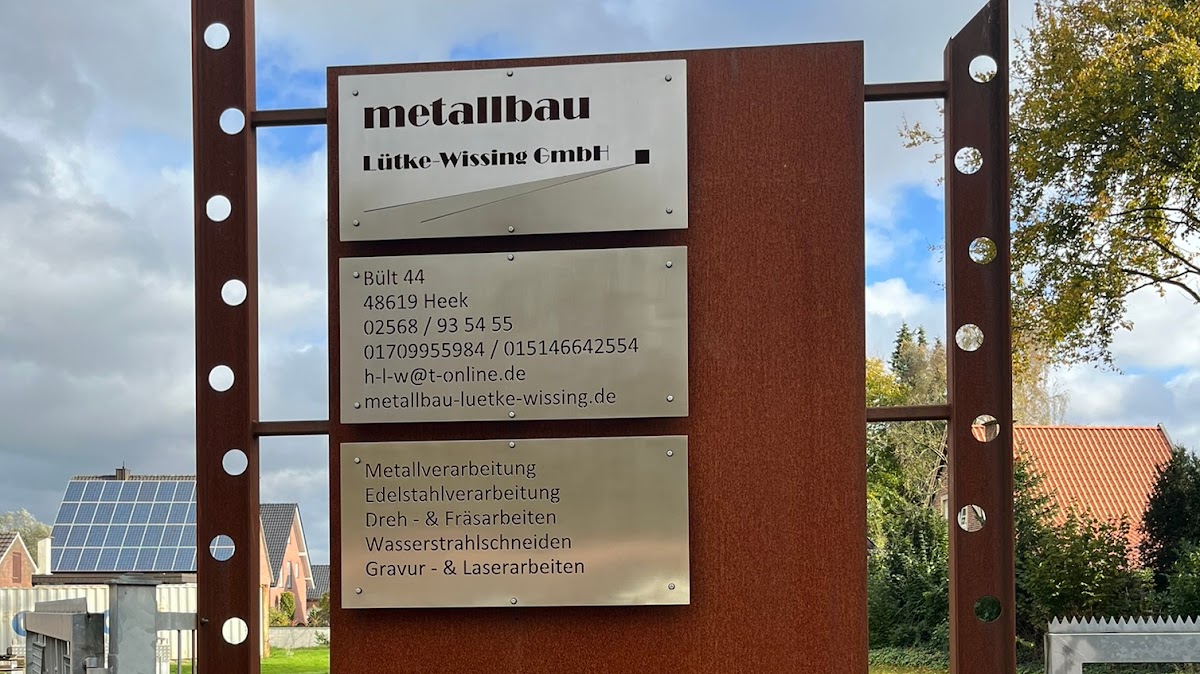 metallbau
Lütke-Wissing GmbH
Bült 44
48619 Heek
02568 / 93 54 55
01709955984 / 015146642554
h-l-w@t-online.de
metallbau-luetke-wissing.de
Metallverarbeitung
Edelstahlverarbeitung
Dreh - & Fräsarbeiten
Wasserstrahlschneiden
Gravur - & Laserarbeiten